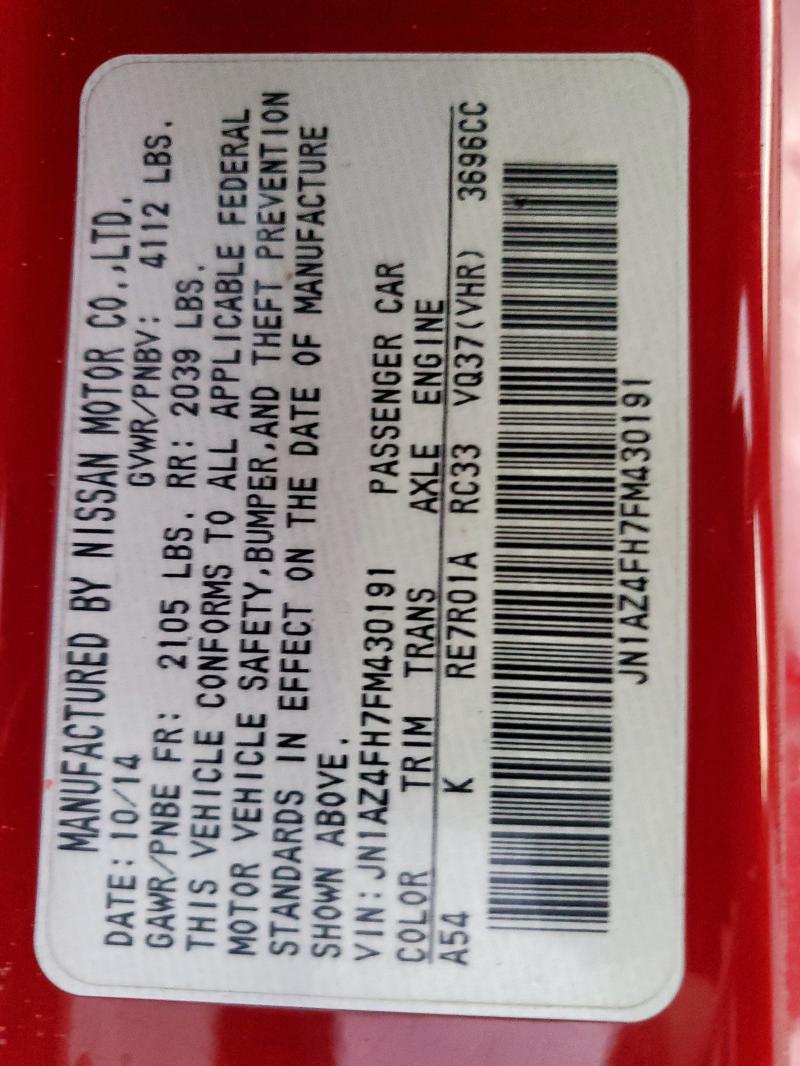 MANUFACTURED BY NISSAN MOTOR CO.,LTD.
DATE: 10/14 GVWR/PNBV: 4112 LBS.
GAWR/PNBE FR: 2105 LBS. RR: 2039 LBS.
THIS VEHICLE CONFORMS TO ALL APPLICABLE FEDERAL
MOTOR VEHICLE SAFETY,BUMPER,AND THEFT PREVENTION
STANDARDS IN EFFECT ON THE DATE OF MANUFACTURE
SHOWN ABOVE.
VIN: JN1AZ4FH7FM430191 PASSENGER CAR
COLOR TRIM TRANS AXLE ENGINE
A54 K RE7R01A RC33 VQ37(VHR) 3696CC
JN1AZ4FH7FM430191